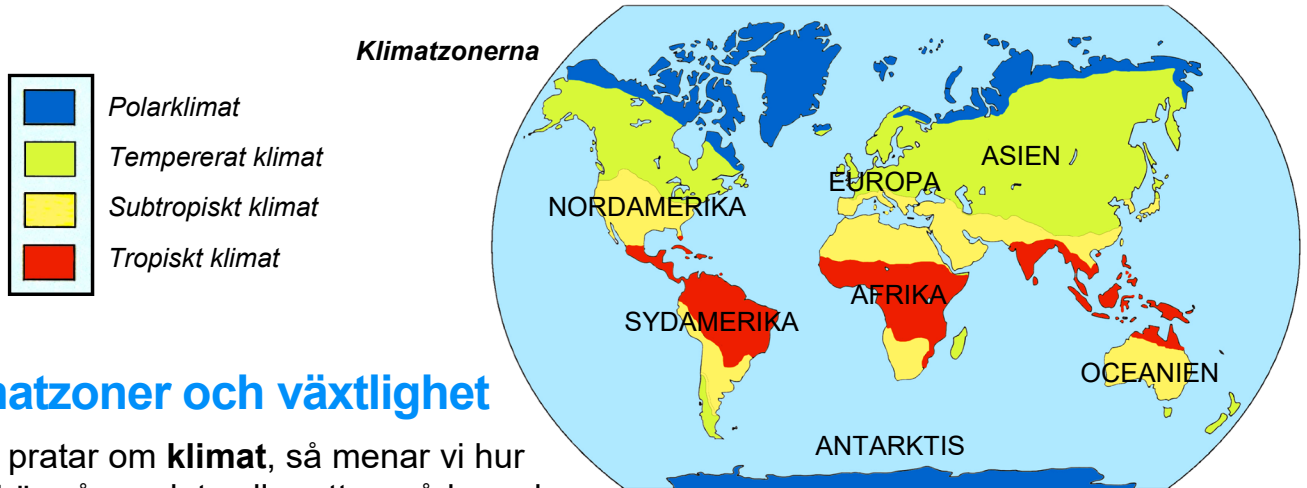 Klimatzonerna
Polarklimat
Tempererat klimat
Subtropiskt klimat
Tropiskt klimat
ASIEN
EUROPA
NORDAMERIKA
AFRIKA
SYDAMERIKA
OCEANIEN
ANTARKTIS
matzoner och växtlighet
pratar om klimat, så menar vi hur